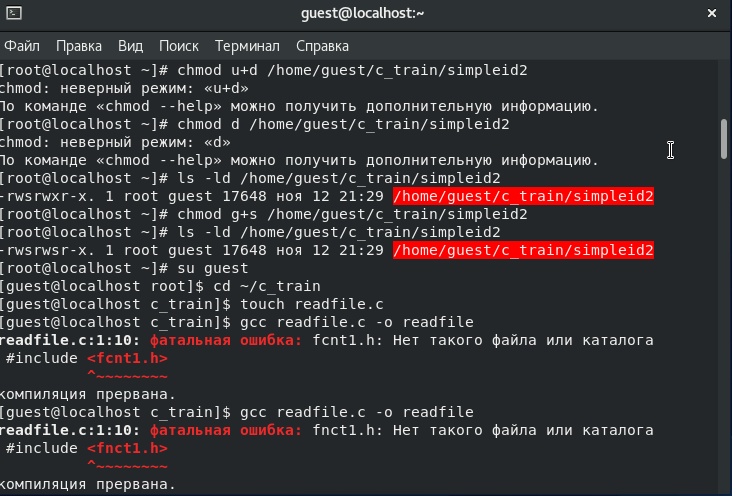 guest@localhost:~
Файл Правка Вид Поиск Терминал Справка
[root@localhost ~]# chmod u+d /home/guest/c_train/simpleid2
chmod: неверный режим: «u+d»
По команде «chmod --help» можно получить дополнительную информацию.
[root@localhost ~]# chmod d /home/guest/c_train/simpleid2
chmod: неверный режим: «d»
По команде «chmod --help» можно получить дополнительную информацию.
[root@localhost ~]# ls -ld /home/guest/c_train/simpleid2
-rwsrwxr-x. 1 root guest 17648 ноя 12 21:29 /home/guest/c_train/simpleid2
[root@localhost ~]# chmod g+s /home/guest/c_train/simpleid2
[root@localhost ~]# ls -ld /home/guest/c_train/simpleid2
-rwsrwsr-x. 1 root guest 17648 ноя 12 21:29 /home/guest/c_train/simpleid2
[root@localhost ~]# su guest
[guest@localhost root]$ cd ~/c_train
[guest@localhost c_train]$ touch readfile.c
[guest@localhost c_train]$ gcc readfile.c -o readfile
readfile.c:1:10: фатальная ошибка: fcnt1.h: Нет такого файла или каталога
#include <fcnt1.h>
^~~~~~~~~
компиляция прервана.
[guest@localhost c_train]$ gcc readfile.c -o readfile
readfile.c:1:10: фатальная ошибка: fnct1.h: Нет такого файла или каталога
#include <fnct1.h>
^~~~~~~~~
компиляция прервана.